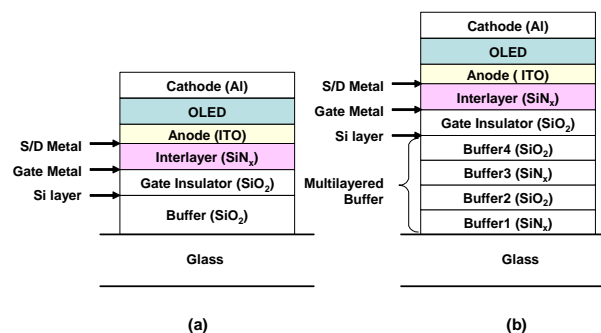 Cathode (Al)
OLED
Anode (ITO)
S/D Metal
Interlayer (SiNx)
Gate Metal
Gate Insulator (SiO2)
Si layer
Buffer (SiO2)
Glass
(a)
Cathode (Al)
OLED
Anode ( ITO)
S/D Metal
Interlayer (SiNx)
Gate Metal
Gate Insulator (SiO2)
Si layer
Buffer4 (SiO2)
Buffer3 (SiNx)
Multilayered
Buffer
Buffer2 (SiO2)
Buffer1 (SiNx)
Glass
(b)